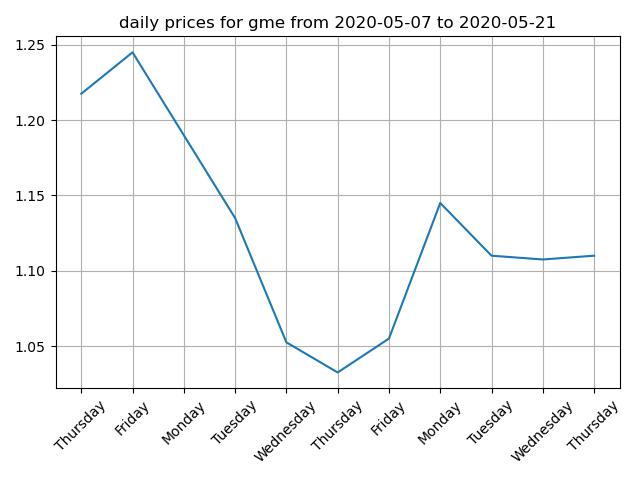 daily prices for gme from 2020-05-07 to 2020-05-21
1.25
1.20
1.15
1.10
1.05
Thursday
Friday
Monday
Tuesday
Wednesday
Thursday
Friday
Monday
Tuesday
Wednesday
Thursday